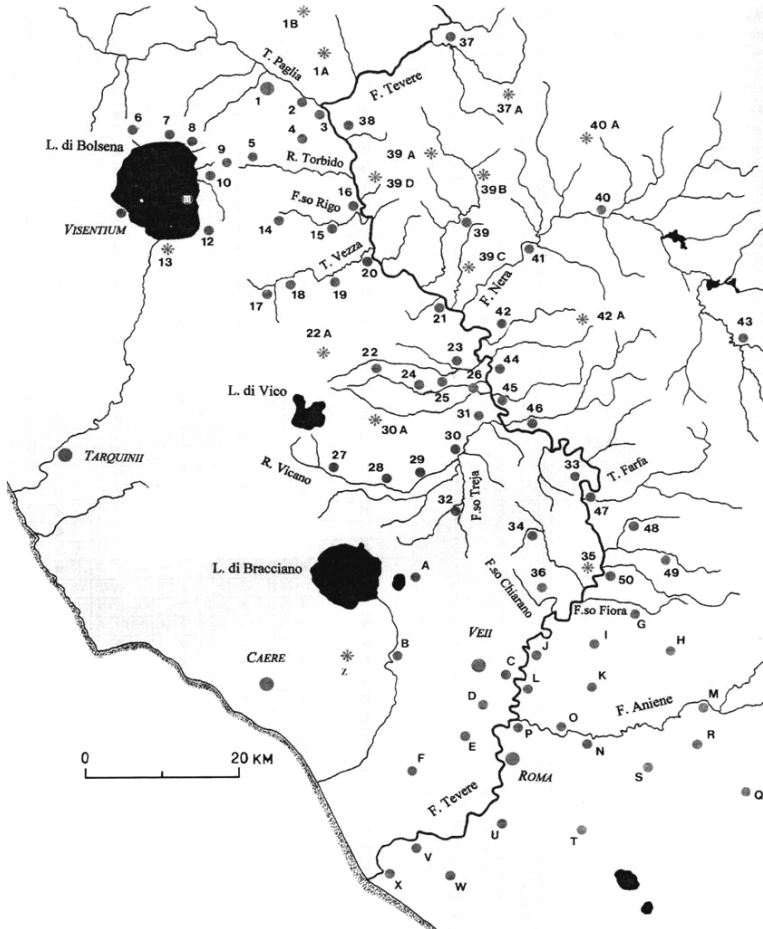 1B
37
1A
T. Paglia
F. Tevere
1
2
3
37 A
6
7
8
4
38
40 A
L. di Bolsena
9
5
39 A
R. Torbido
10
39 D
39 B
16
F.so Rigo
40
VISENTIUM
14
15
39
12
13
T. Vezza
20
41
39 C
18
19
F. Nera
17
21
42
42 A
43
22 A
23
22
44
24
26
25
L. di Vico
45
31
46
30 A
30
27
TARQUINII
R. Vicano
28
29
33
T. Farfa
F.so Treja
47
32
34
48
35
L. di Bracciano
A
F.so Chiarano
36
50
49
F.so Fiora
G
VEII
J
I
H
B
CAERE
Z
C
L
K
D
F. Aniene
M
P
O
E
N
R
F
ROMA
S
0
20 KM
F. Tevere
Q
U
T
V
X
W